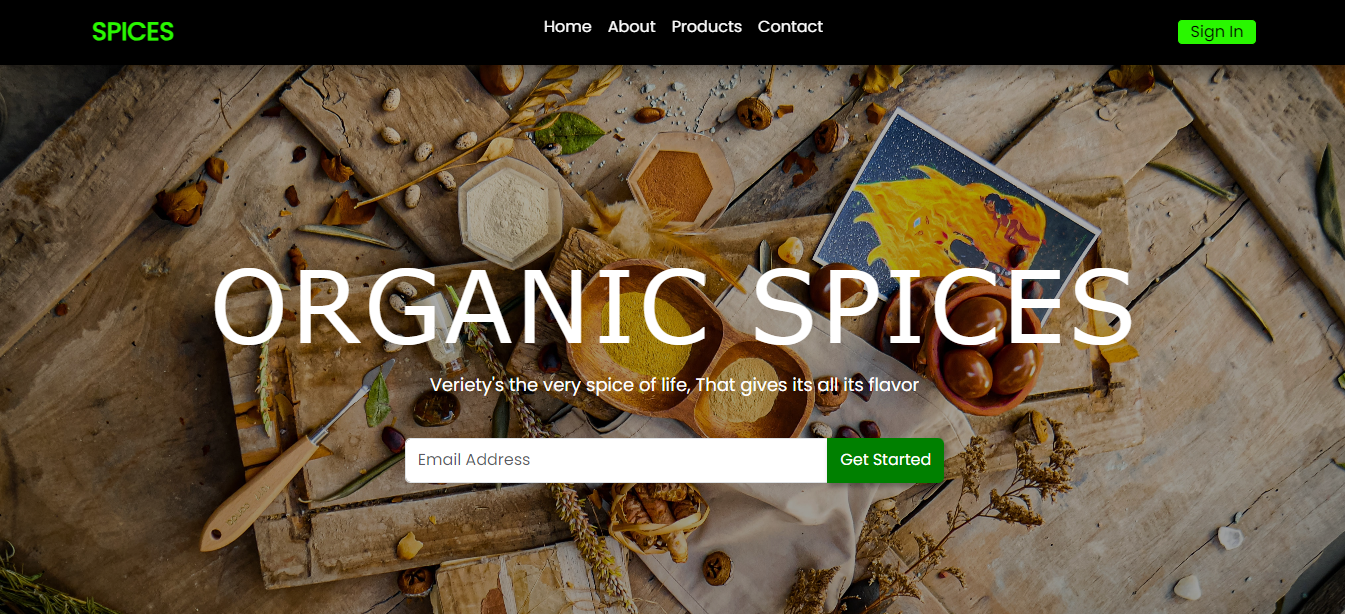 SPICES
Home About Products Contact
Sign In
ORGANIC SPICES
Veriety's the very spice of life, That gives its all its flavor
Email Address
Get Started